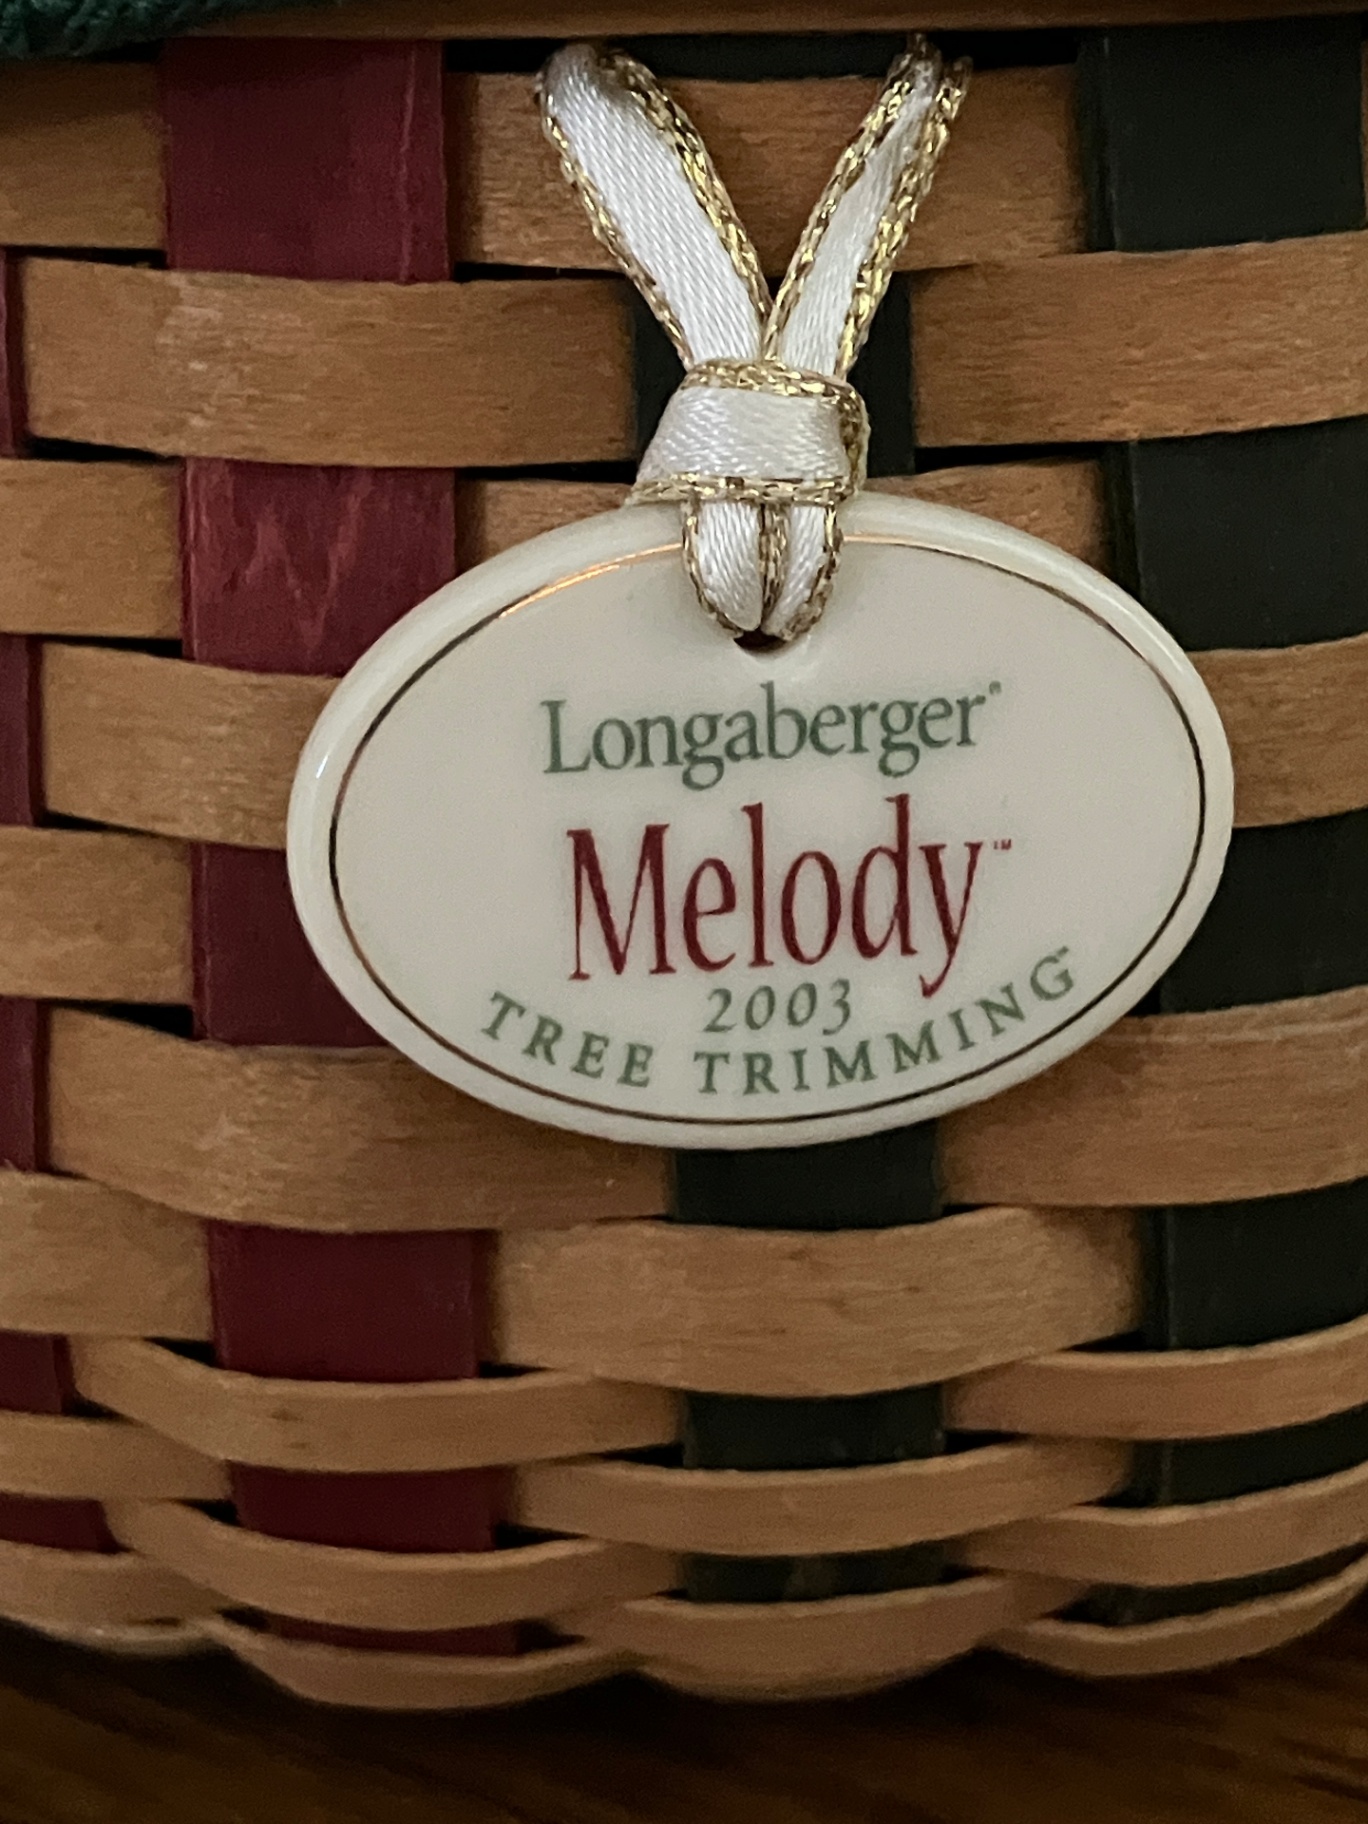 Longaberger®
Melody™
2003
TREE TRIMMING